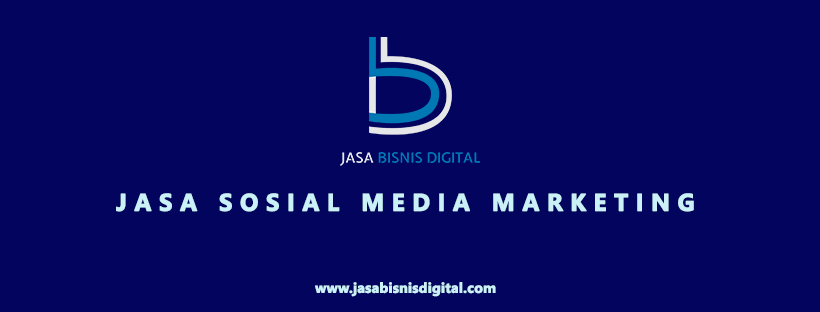 JASA BISNIS DIGITAL
JASA SOSIAL MEDIA MARKETING
www.jasabisnisdigital.com